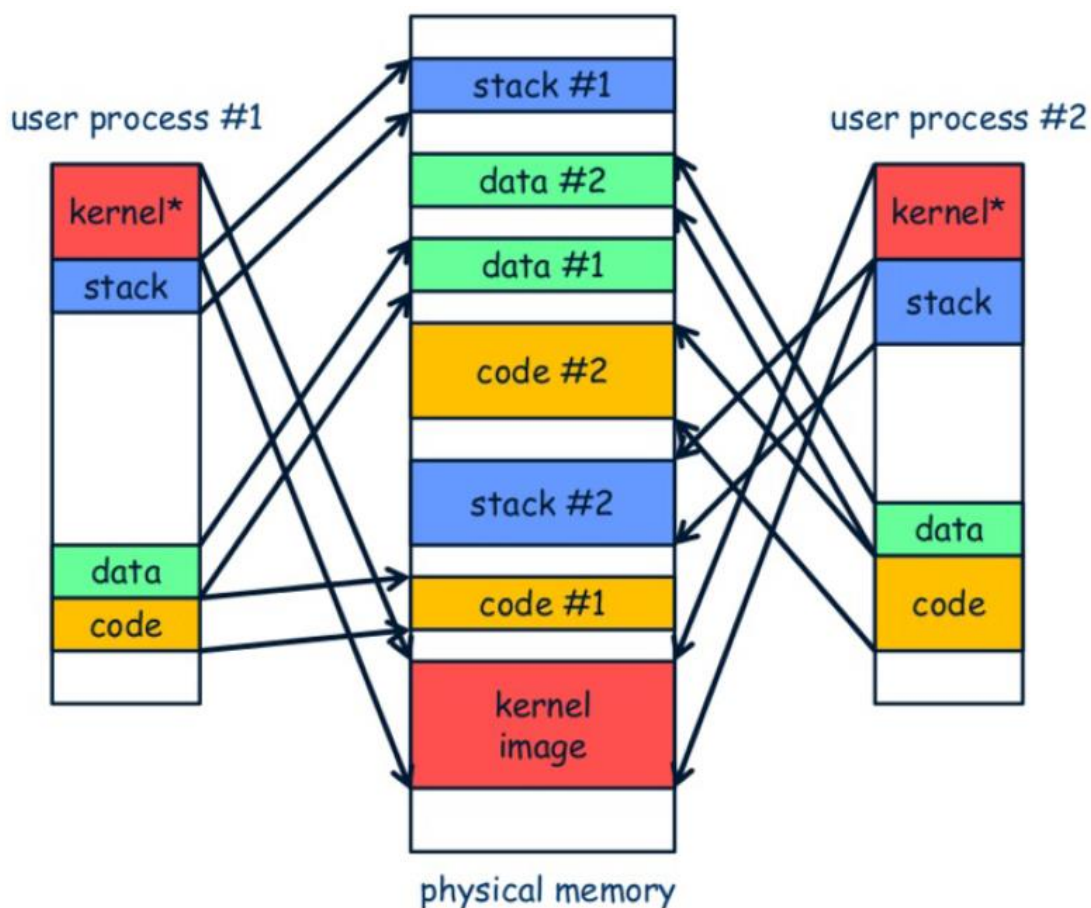 user process #1
kernel*
stack
data
code
stack #1
data #2
data #1
code #2
stack #2
code #1
kernel
image
physical memory
user process #2
kernel*
stack
data
code